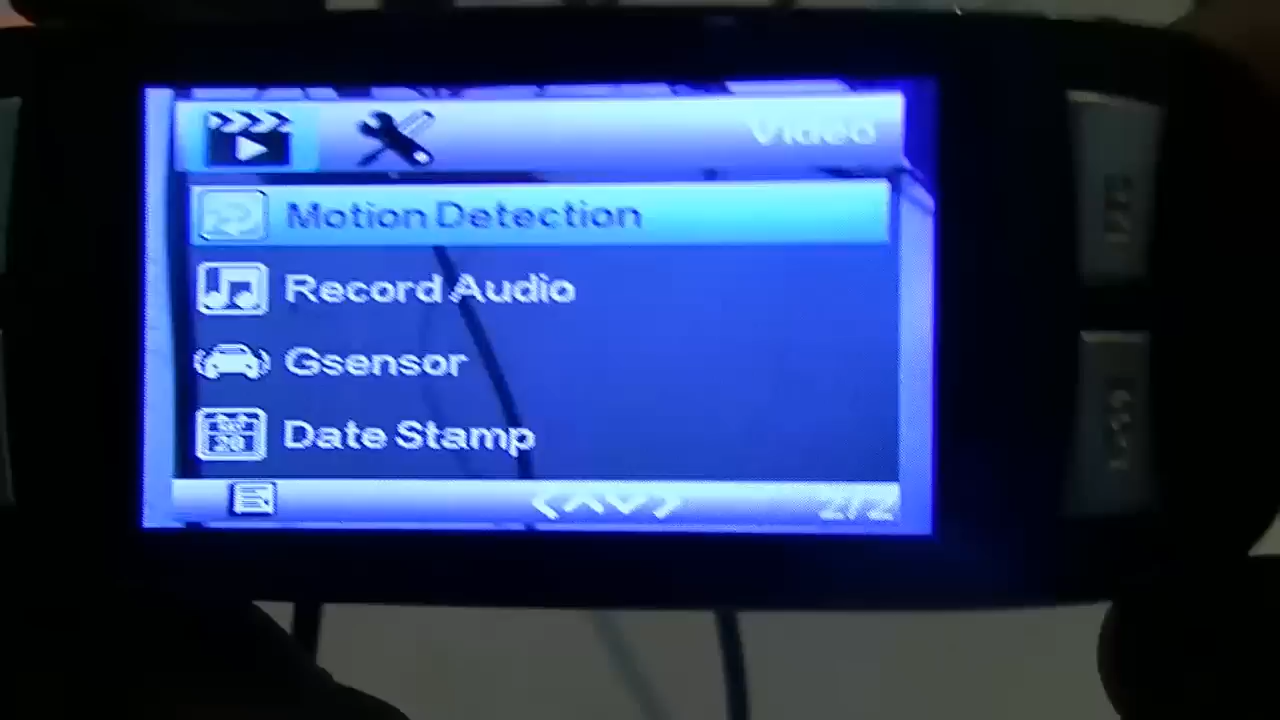 Video
Motion Detection
Record Audio
Gsensor
Date Stamp
2/2